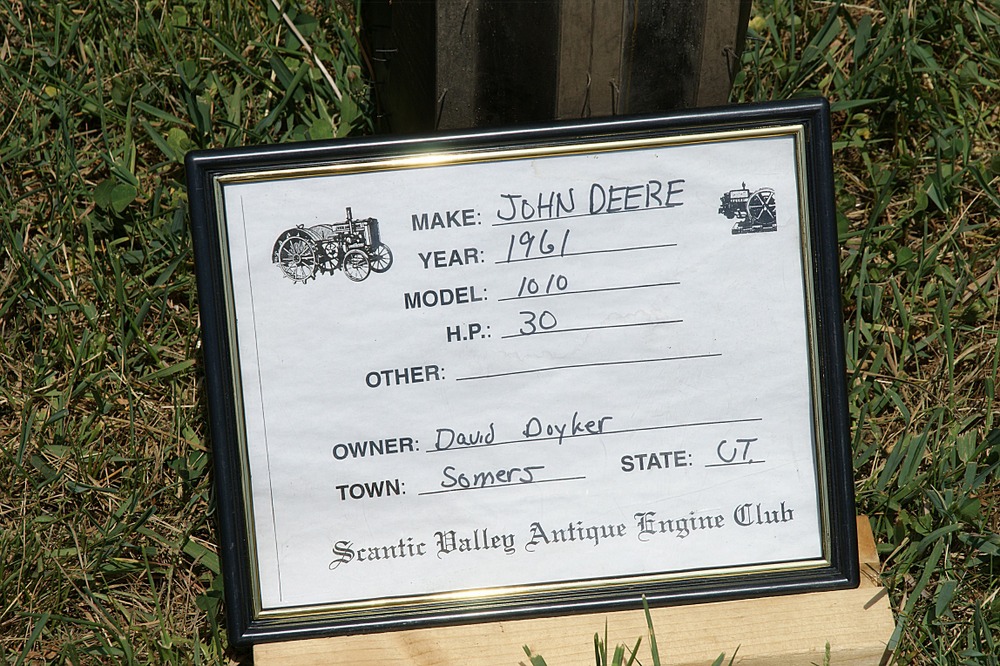 MAKE: JOHN DEERE
YEAR: 1961
MODEL: 1010
H.P.: 30
OTHER:
OWNER: David Doyker
TOWN: Somers STATE: CT.
Scantic Valley Antique Engine Club